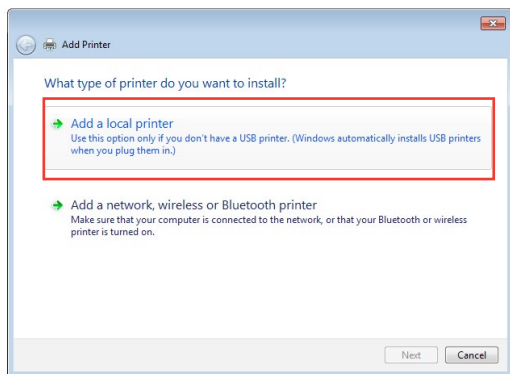 Add Printer
What type of printer do you want to install?
Add a local printer
Use this option only if you don't have a USB printer. (Windows automatically installs USB printers
when you plug them in.)
Add a network, wireless or Bluetooth printer
Make sure that your computer is connected to the network, or that your Bluetooth or wireless
printer is turned on.
Next
Cancel